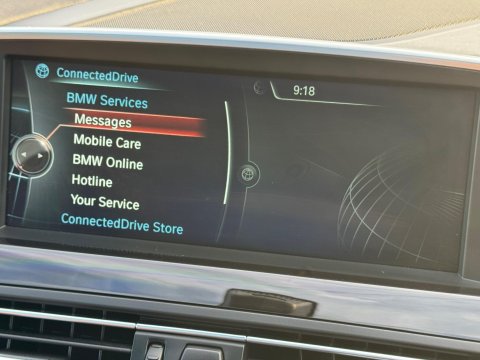 ConnectedDrive
9:18
BMW Services
Messages
Mobile Care
BMW Online
Hotline
Your Service
ConnectedDrive Store